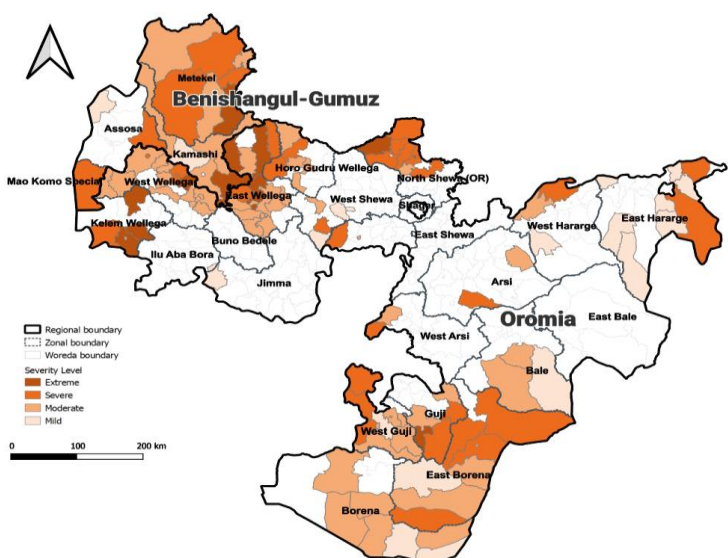 Metekel
Benishangul-Gumuz
Assosa
Kamashi
Mao Komo Special
West Wellega
Horo Gudru Wellega
North Shewa (OR)
East Wellega
West Shewa
Kelem Wellega
East Shewa
West Hararge
East Hararge
Buno Bedele
Ilu Aba Bora
Jimma
Arsi
Oromia
East Bale
West Arsi
Bale
Guji
West Guji
East Borena
Borena
Regional boundary
Zonal boundary
Woreda boundary
Severity Level
Extreme
Severe
Moderate
Mild
0 100 200 km